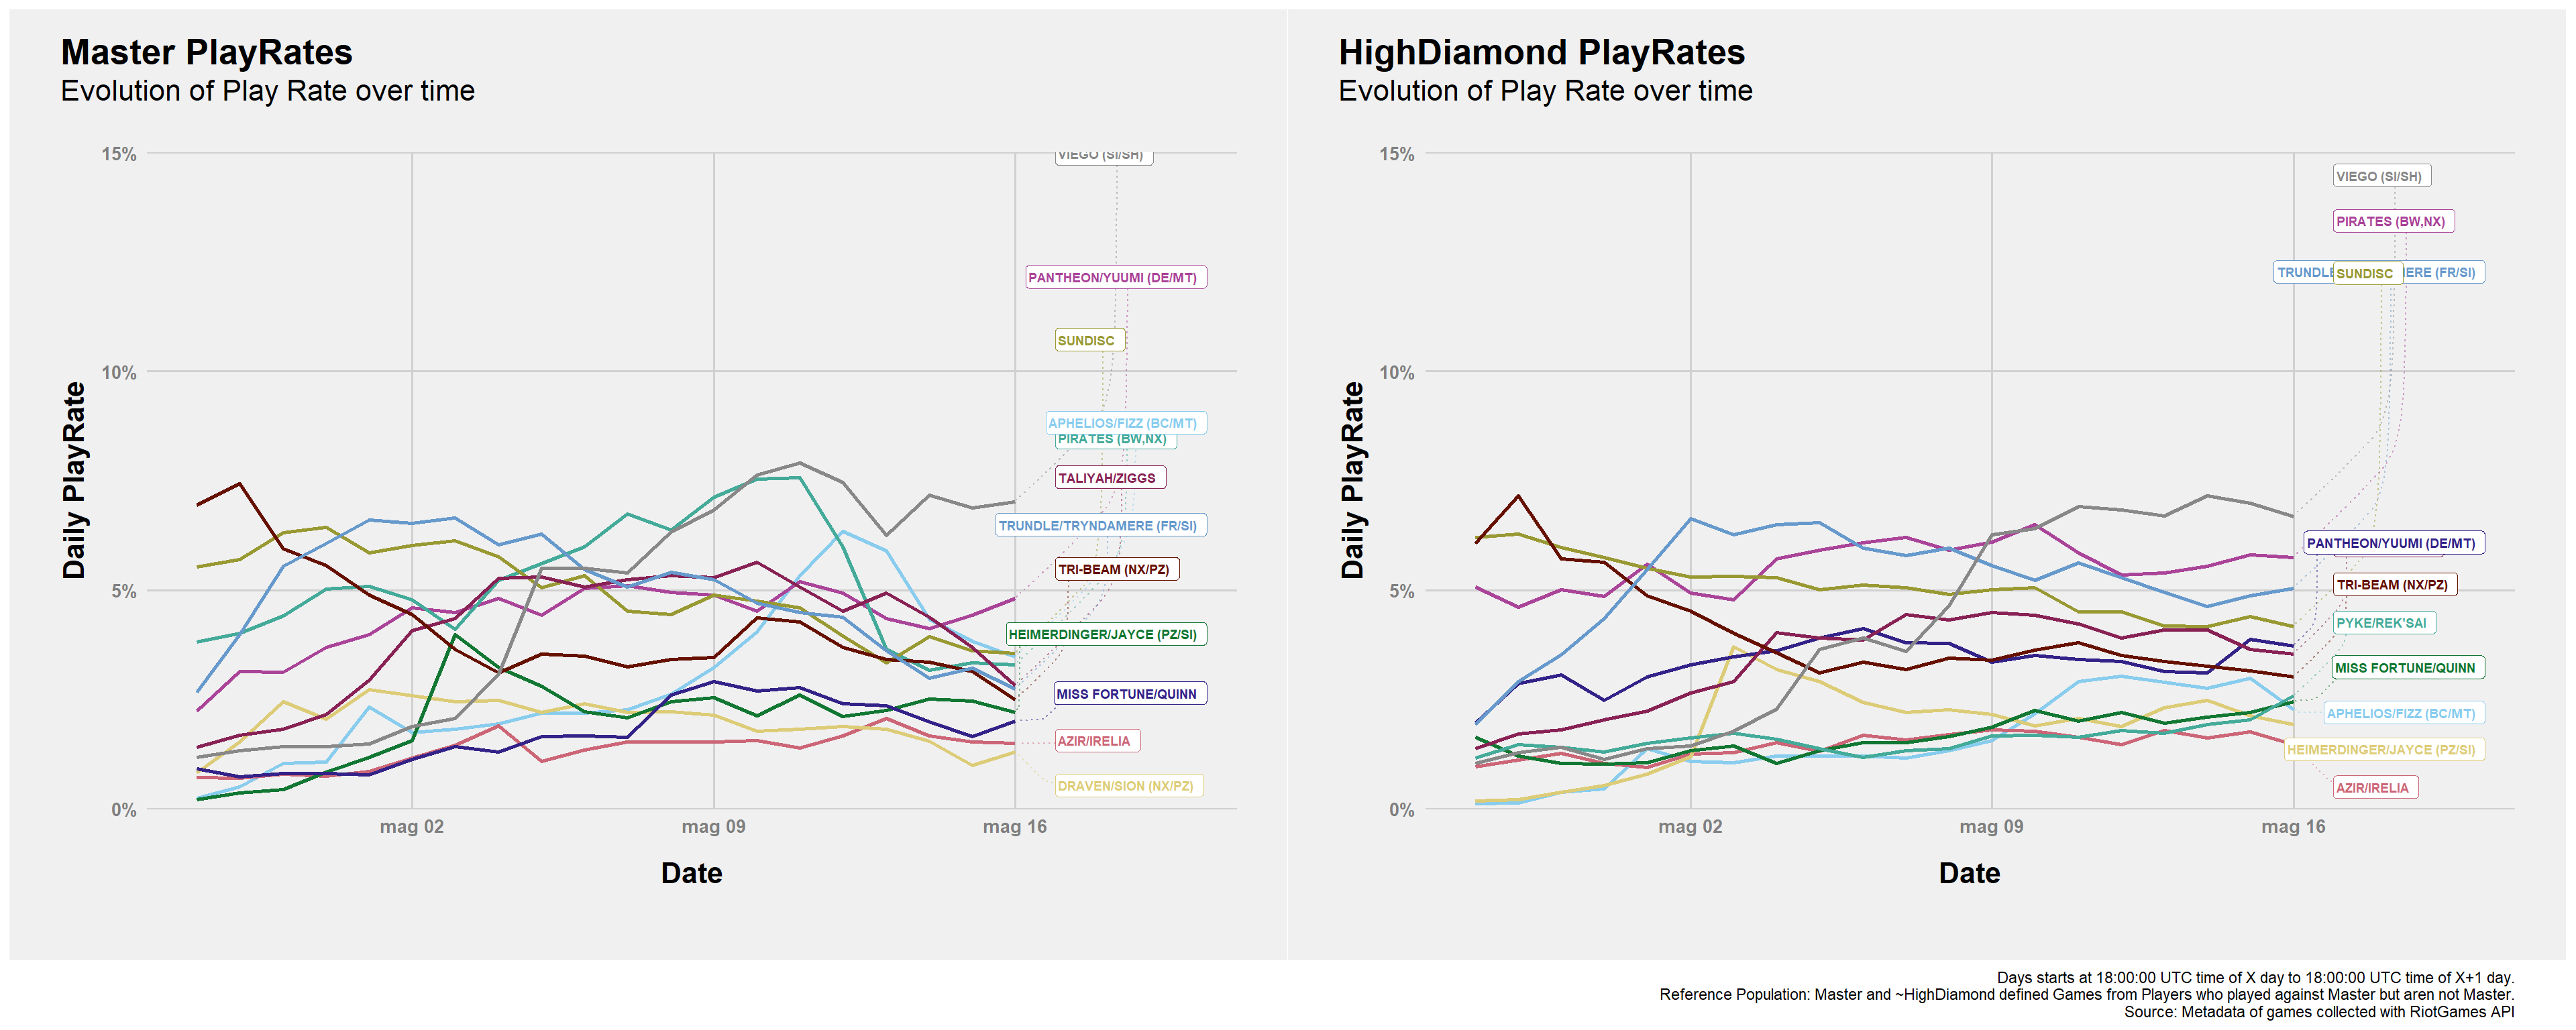 Master PlayRates
Evolution of Play Rate over time
Daily PlayRate
15%
10%
5%
0%
mag 02
mag 09
mag 16
Date
VIEGO (SI/SH)
PANTHEON/YUUMI (DE/MT)
SUNDISC
APHELIOS/FIZZ (BC/MT)
PIRATES (BW,NX)
TALIYAH/ZIGGS
TRUNDLE/TRYNDAMERE (FR/SI)
TRI-BEAM (NX/PZ)
HEIMERDINGER/JAYCE (PZ/SI)
MISS FORTUNE/QUINN
AZIR/IRELIA
DRAVEN/SION (NX/PZ)
HighDiamond PlayRates
Evolution of Play Rate over time
Daily PlayRate
15%
10%
5%
0%
mag 02
mag 09
mag 16
Date
VIEGO (SI/SH)
PIRATES (BW,NX)
SUNDISC
(FR/SI)
PANTHEON/YUUMI (DE/MT)
TRI-BEAM (NX/PZ)
PYKE/REK'SAI
MISS FORTUNE/QUINN
APHELIOS/FIZZ (BC/MT)
HEIMERDINGER/JAYCE (PZ/SI)
AZIR/IRELIA
Days starts at 18:00:00 UTC time of X day to 18:00:00 UTC time of X+1 day.
Reference Population: Master and ~HighDiamond defined Games from Players who played against Master but aren not Master.
Source: Metadata of games collected with RiotGames API